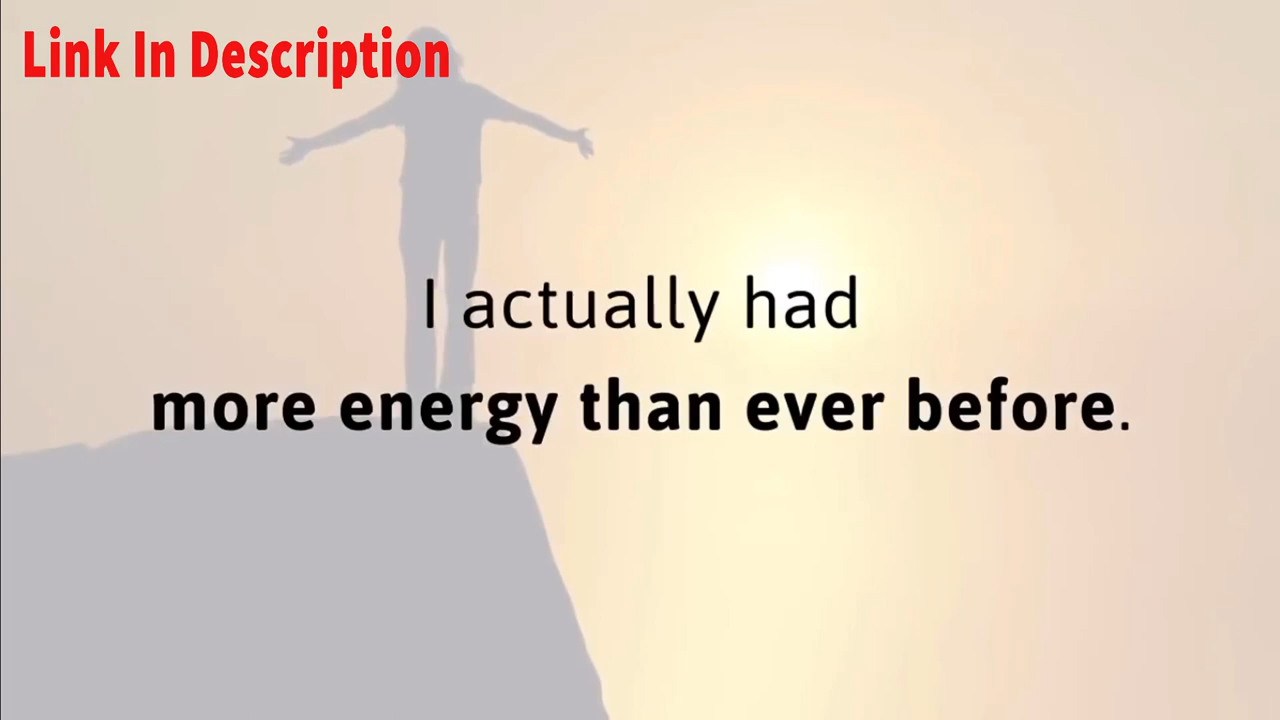 Link In Description
I actually had
more energy than ever before.